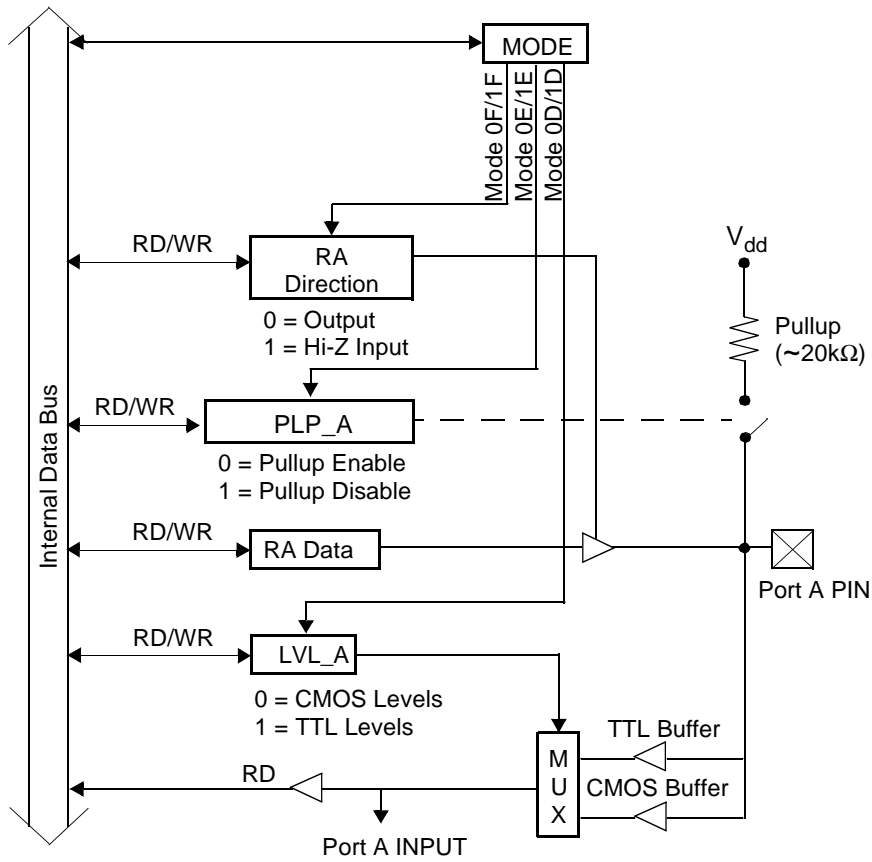 MODE
Mode 0F/1F
Mode 0E/1E
Mode 0D/1D
Internal Data Bus
RD/WR
RA
Direction
0 = Output
1 = Hi-Z Input
Vdd
Pullup
(~20kΩ)
RD/WR
PLP_A
0 = Pullup Enable
1 = Pullup Disable
RD/WR
RA Data
Port A PIN
RD/WR
LVL_A
0 = CMOS Levels
1 = TTL Levels
TTL Buffer
M
U
X
CMOS Buffer
RD
Port A INPUT